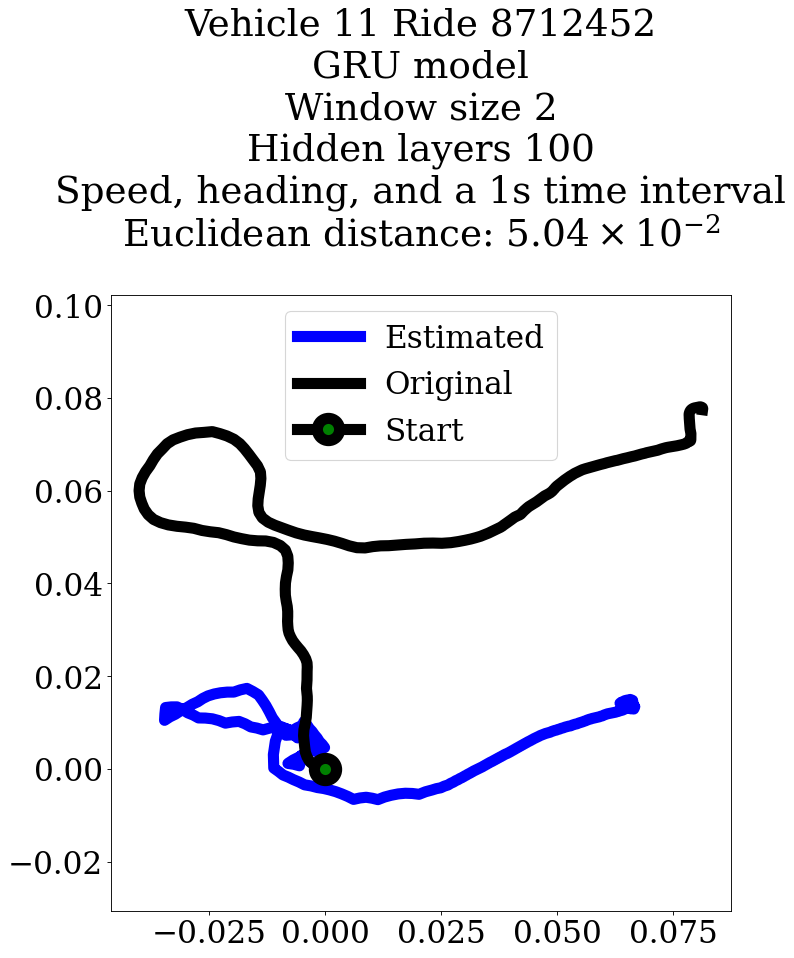 Vehicle 11 Ride 8712452
GRU model
Window size 2
Hidden layers 100
Speed, heading, and a 1s time interval
Euclidean distance: 5.04 × 10⁻²
Estimated
Original
Start
0.10
0.08
0.06
0.04
0.02
0.00
−0.02
−0.025 0.000 0.025 0.050 0.075